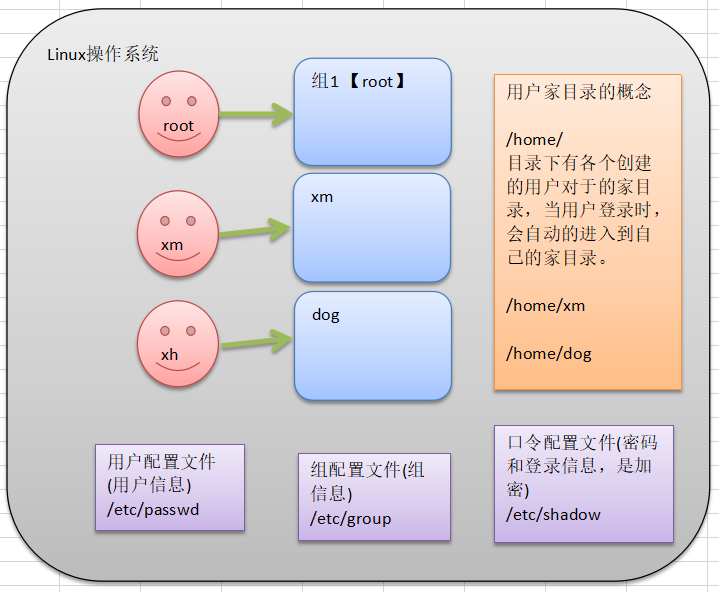 Linux操作系统
root
组1【root】
xm
xm
xh
dog
用户家目录的概念
/home/
目录下有各个创建
的用户对于的家目
录，当用户登录时，
会自动的进入到自
己的家目录。
/home/xm
/home/dog
用户配置文件
(用户信息)
/etc/passwd
组配置文件(组
信息)
/etc/group
口令配置文件(密码
和登录信息，是加
密)
/etc/shadow